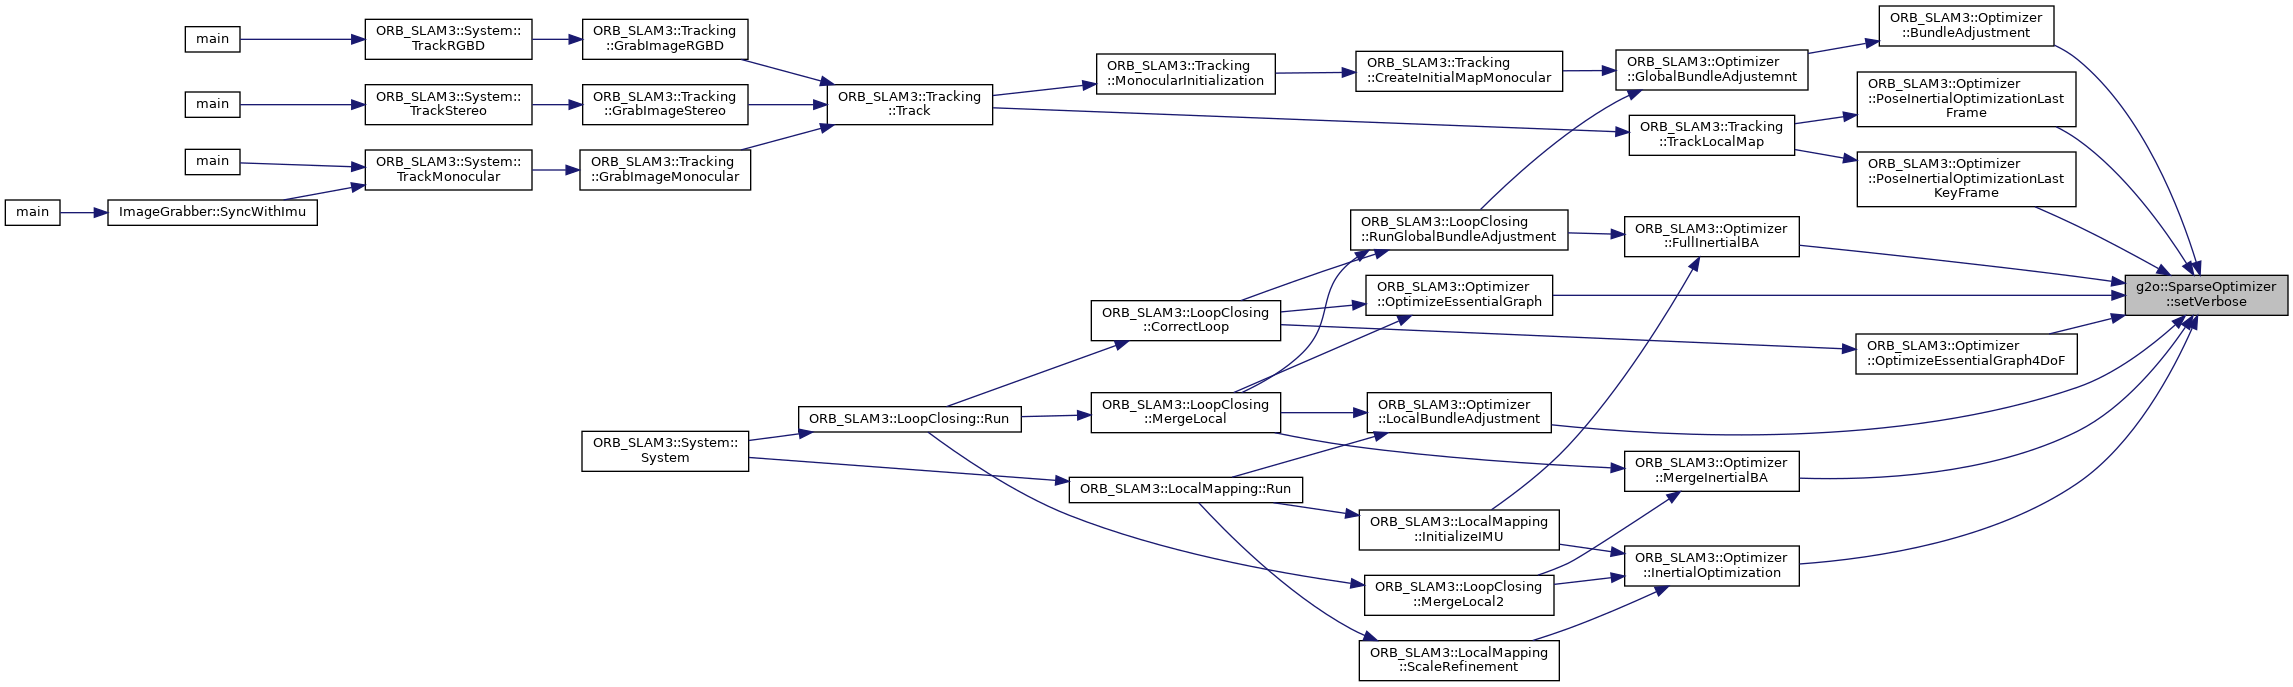 main
ORB_SLAM3::System::
TrackRGBD
ORB_SLAM3::Tracking
::GrabImageRGBD
main
ORB_SLAM3::System::
TrackStereo
ORB_SLAM3::Tracking
::GrabImageStereo
main
ORB_SLAM3::System::
TrackMonocular
ORB_SLAM3::Tracking
::GrabImageMonocular
main
ImageGrabber::SyncWithImu
ORB_SLAM3::Tracking
::Track
ORB_SLAM3::Tracking
::MonocularInitialization
ORB_SLAM3::Tracking
::CreateInitialMapMonocular
ORB_SLAM3::Optimizer
::GlobalBundleAdjustemnt
ORB_SLAM3::Optimizer
::BundleAdjustment
ORB_SLAM3::Tracking
::TrackLocalMap
ORB_SLAM3::Optimizer
::PoseInertialOptimizationLast
Frame
ORB_SLAM3::Optimizer
::PoseInertialOptimizationLast
KeyFrame
ORB_SLAM3::LoopClosing
::RunGlobalBundleAdjustment
ORB_SLAM3::Optimizer
::FullInertialBA
g2o::SparseOptimizer
::setVerbose
ORB_SLAM3::Optimizer
::OptimizeEssentialGraph
ORB_SLAM3::LoopClosing
::CorrectLoop
ORB_SLAM3::Optimizer
::OptimizeEssentialGraph4DoF
ORB_SLAM3::LoopClosing
::MergeLocal
ORB_SLAM3::Optimizer
::LocalBundleAdjustment
ORB_SLAM3::LoopClosing::Run
ORB_SLAM3::System::
System
ORB_SLAM3::LocalMapping::Run
ORB_SLAM3::Optimizer
::MergeInertialBA
ORB_SLAM3::LocalMapping
::InitializeIMU
ORB_SLAM3::Optimizer
::InertialOptimization
ORB_SLAM3::LoopClosing
::MergeLocal2
ORB_SLAM3::LocalMapping
::ScaleRefinement